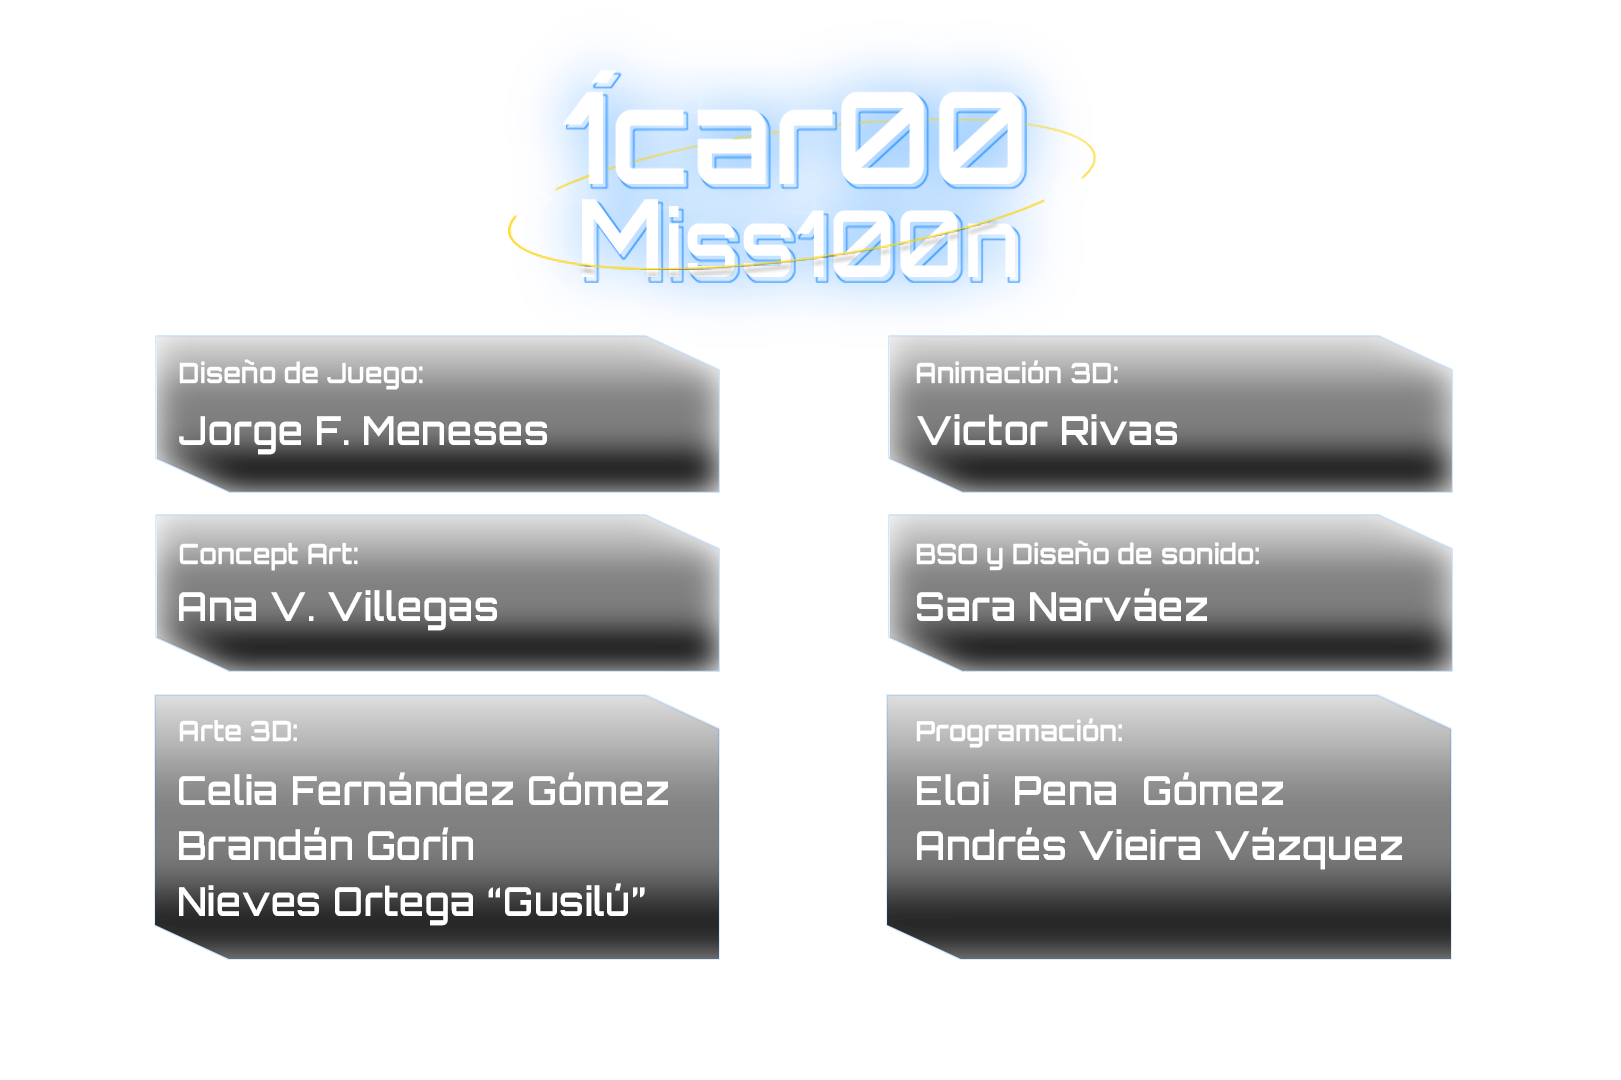 Ícar00
Miss100n
Diseño de Juego:
Jorge F. Meneses
Animación 3D:
Victor Rivas
Concept Art:
Ana V. Villegas
BSO y Diseño de sonido:
Sara Narváez
Arte 3D:
Celia Fernández Gómez
Brandán Gorín
Nieves Ortega “Gusilú”
Programación:
Eloi Pena Gómez
Andrés Vieira Vázquez